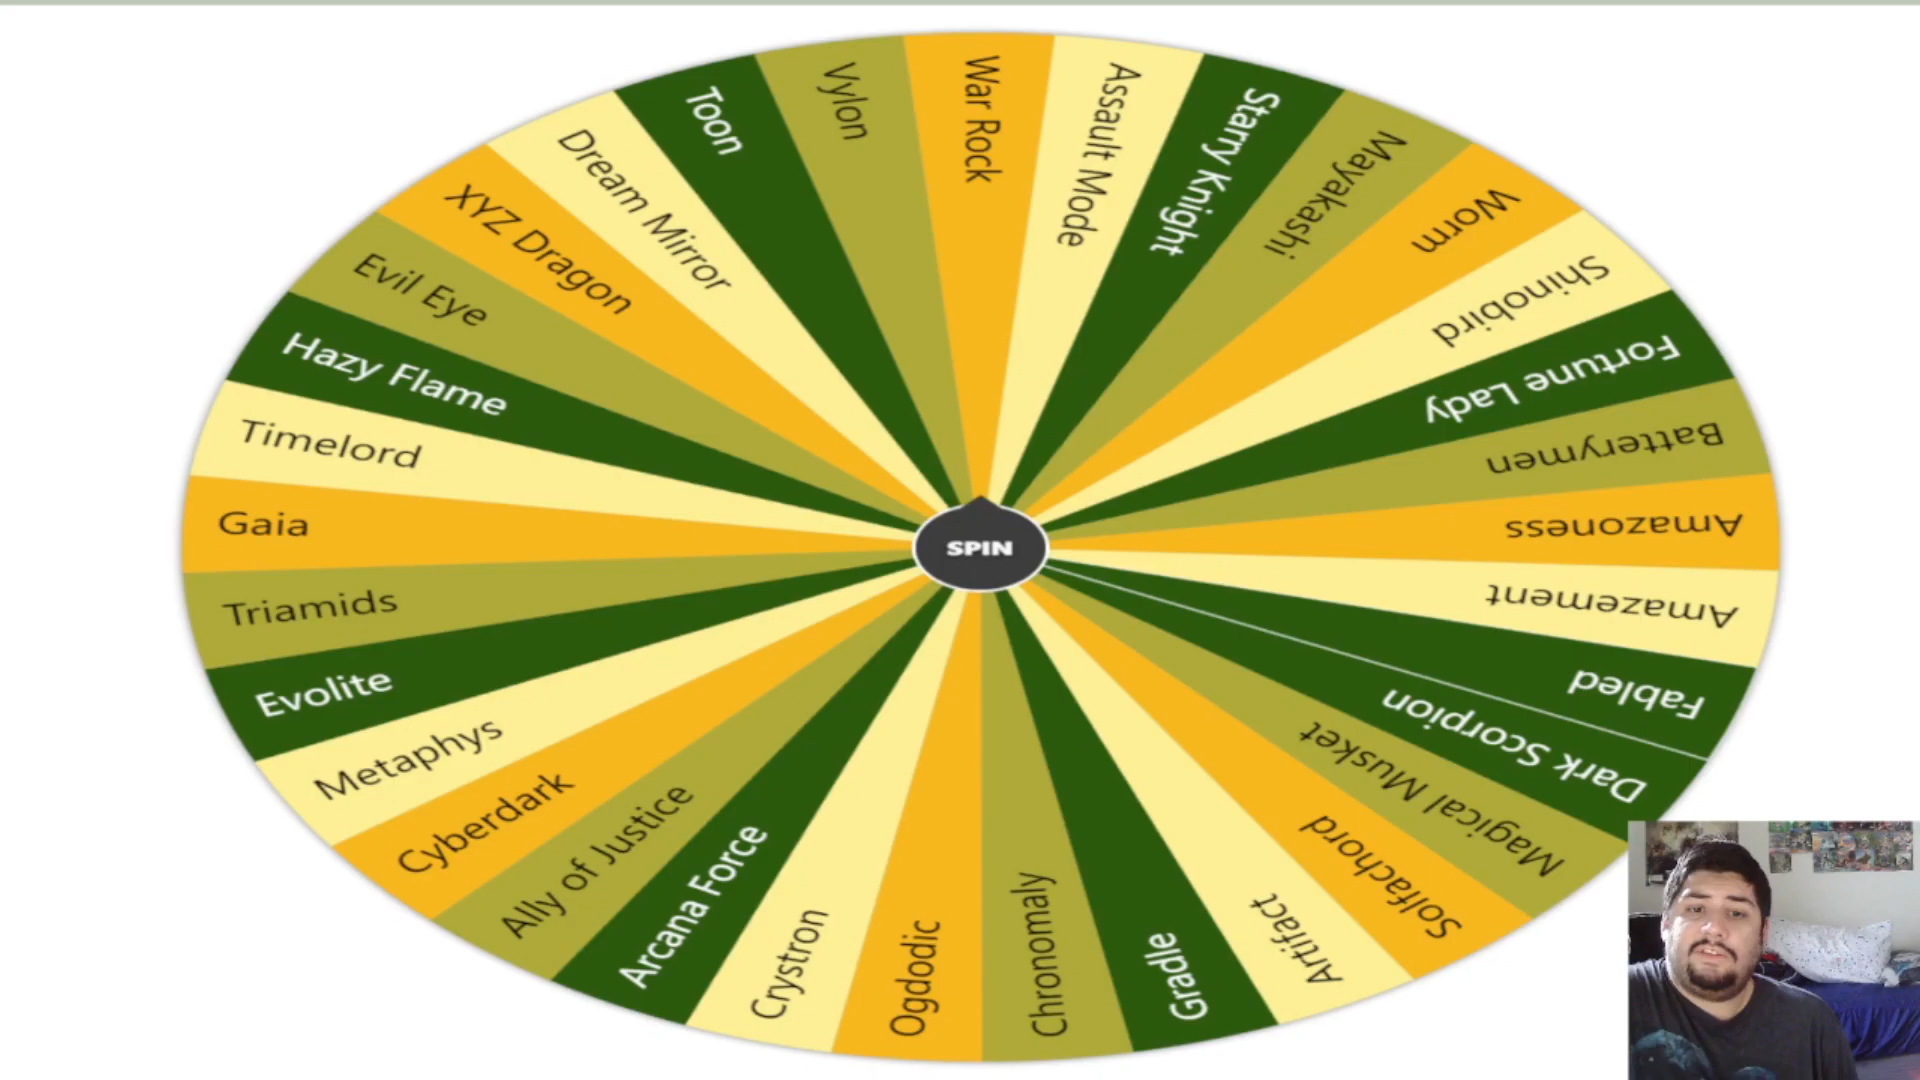 War Rock
Assault Mode
Starry Knight
Mayakashi
Worm
Shinobird
Fortune Lady
Batterymen
Amazoness
Amazement
Fabled
Dark Scorpion
Magical Musket
Solfachord
Artifact
Gradle
Chronomaly
Ogdodic
Crystron
Arcana Force
Ally of Justice
Cyberdark
Metaphys
Evolite
Triamids
Gaia
Timelord
Hazy Flame
Evil Eye
XYZ Dragon
Dream Mirror
Toon
Vylon
SPIN